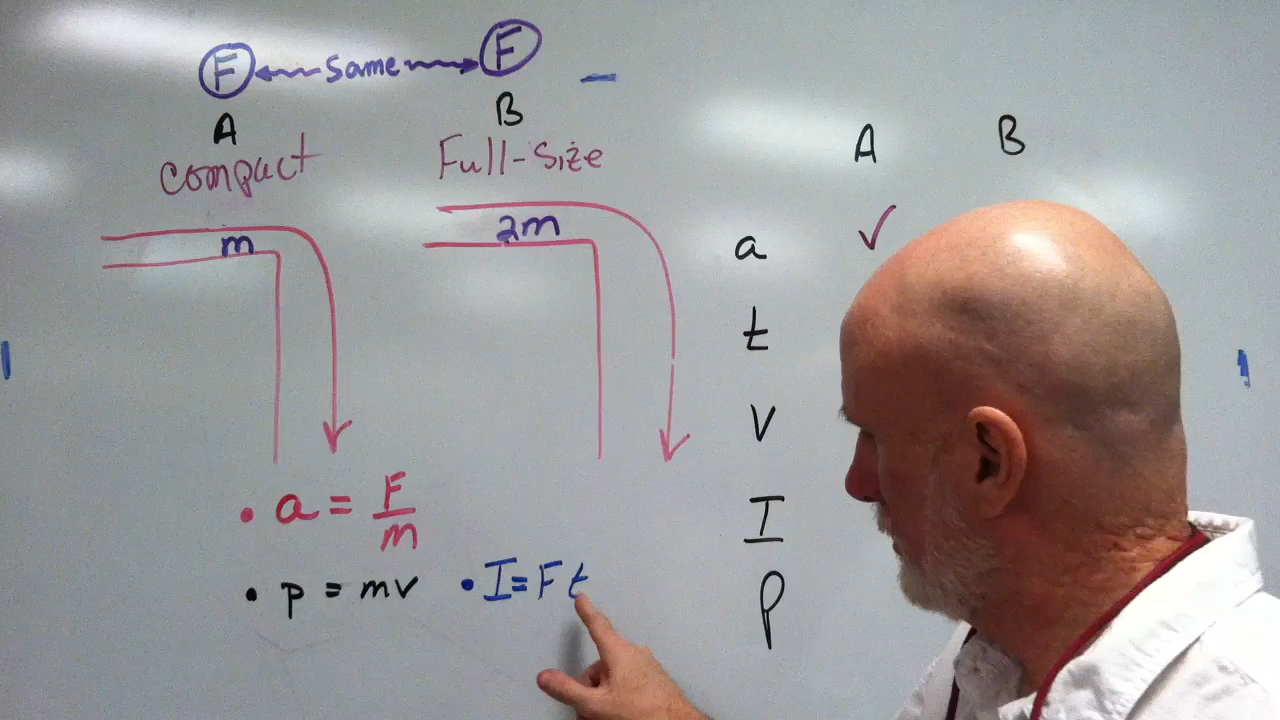 F same F
A B
compact Full-Size
m 2m
A B
a ✓
t
v
I
p
• a = F/m
• p = mv • I = Ft